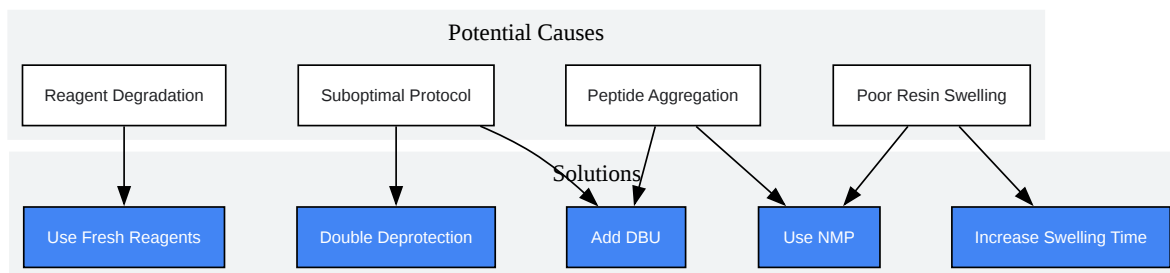 Potential Causes
Reagent Degradation
Suboptimal Protocol
Peptide Aggregation
Poor Resin Swelling
Solutions
Use Fresh Reagents
Double Deprotection
Add DBU
Use NMP
Increase Swelling Time